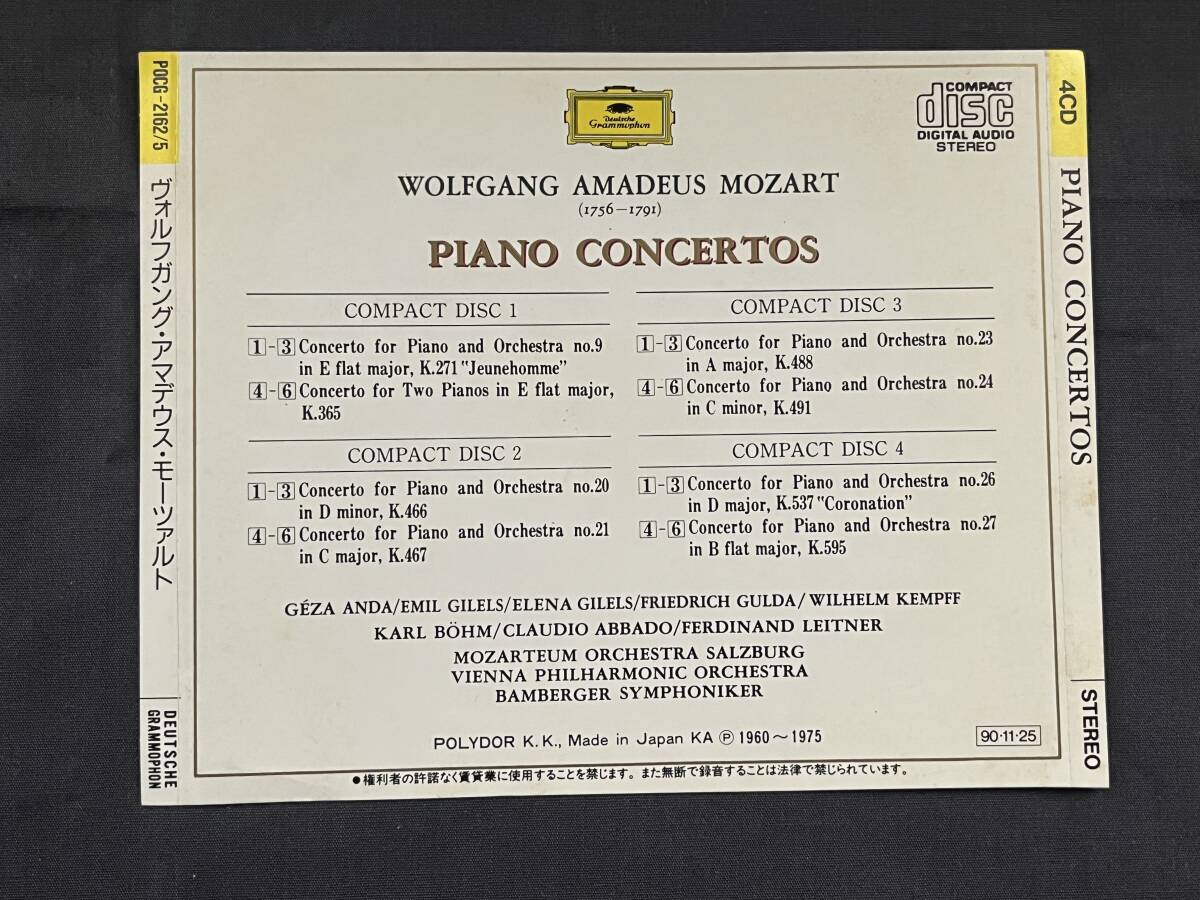 POCG-2162/5
ヴォルフガング・アマデウス・モーツァルト
DEUTSCHE
GRAMMOPHON
Deutsche
Grammophon
COMPACT
disc
DIGITAL AUDIO
STEREO
WOLFGANG AMADEUS MOZART
(1756–1791)
PIANO CONCERTOS
COMPACT DISC 1
1-3 Concerto for Piano and Orchestra no.9
in E flat major, K.271 "Jeunehomme"
4-6 Concerto for Two Pianos in E flat major,
K.365
COMPACT DISC 2
1-3 Concerto for Piano and Orchestra no.20
in D minor, K.466
4-6 Concerto for Piano and Orchestra no.21
in C major, K.467
COMPACT DISC 3
1-3 Concerto for Piano and Orchestra no.23
in A major, K.488
4-6 Concerto for Piano and Orchestra no.24
in C minor, K.491
COMPACT DISC 4
1-3 Concerto for Piano and Orchestra no.26
in D major, K.537 "Coronation"
4-6 Concerto for Piano and Orchestra no.27
in B flat major, K.595
GÉZA ANDA/EMIL GILELS/ELENA GILELS/FRIEDRICH GULDA/WILHELM KEMPFF
KARL BÖHM/CLAUDIO ABBADO/FERDINAND LEITNER
MOZARTEUM ORCHESTRA SALZBURG
VIENNA PHILHARMONIC ORCHESTRA
BAMBERGER SYMPHONIKER
POLYDOR K.K., Made in Japan KA ℗ 1960～1975
90·11·25
●権利者の許諾なく賃貸業に使用することを禁じます。また無断で録音することは法律で禁じられています。
4CD
PIANO CONCERTOS
STEREO